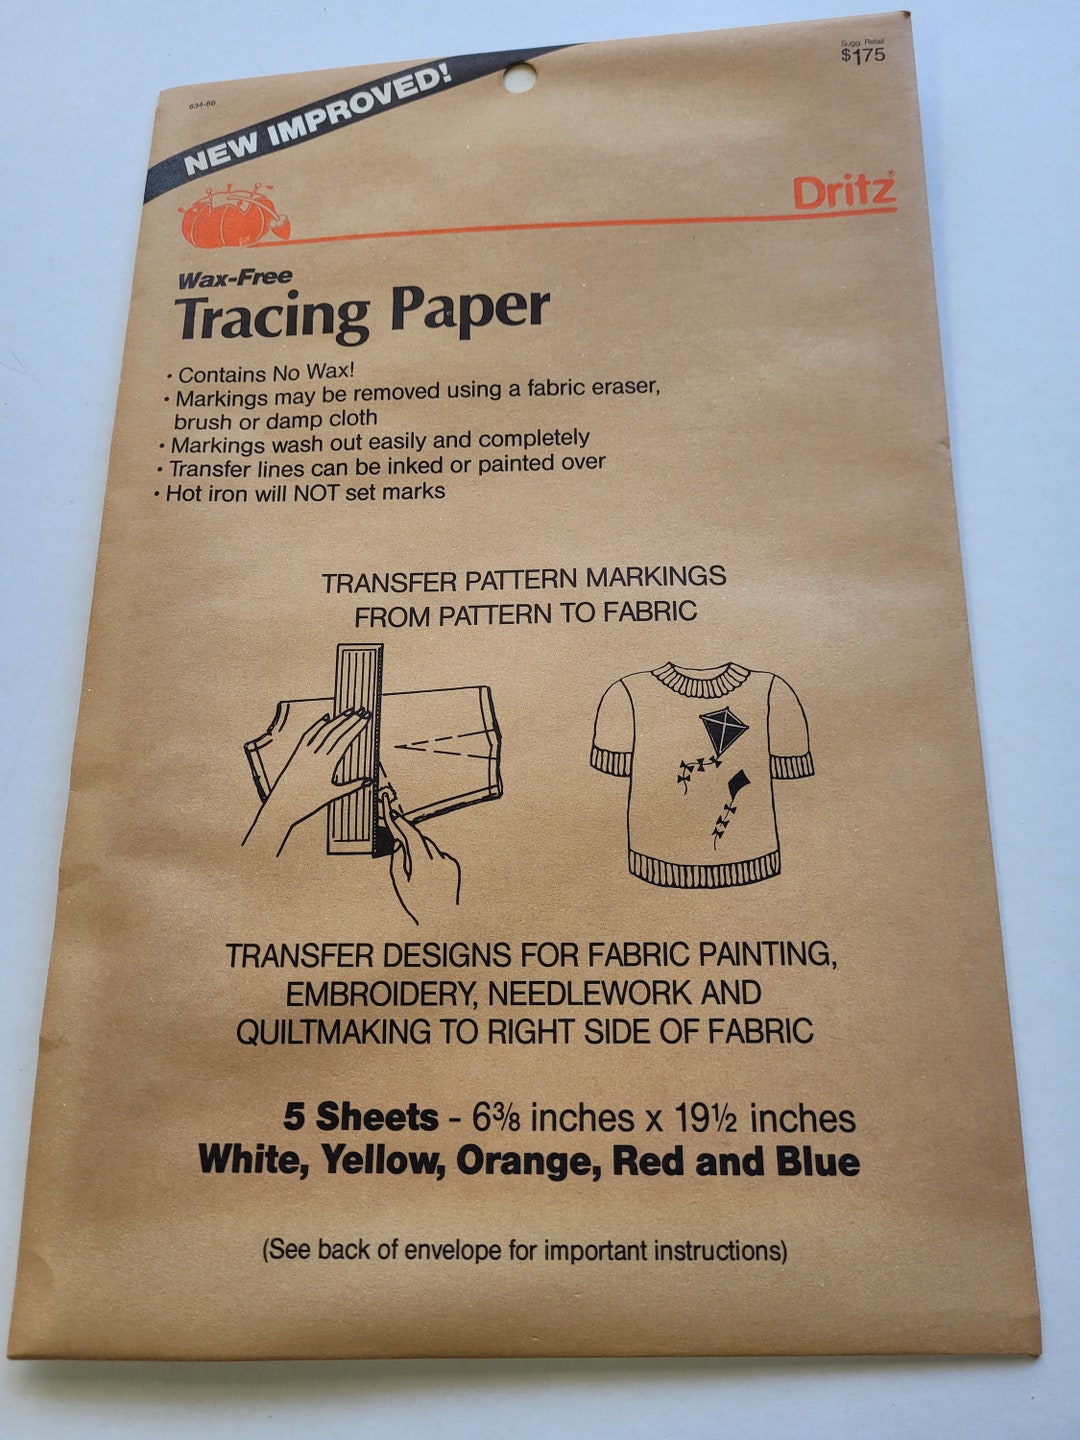 Sugg. Retail
$1.75
634-66
NEW IMPROVED!
Dritz®
Wax-Free
Tracing Paper
• Contains No Wax!
• Markings may be removed using a fabric eraser,
brush or damp cloth
• Markings wash out easily and completely
• Transfer lines can be inked or painted over
• Hot iron will NOT set marks
TRANSFER PATTERN MARKINGS
FROM PATTERN TO FABRIC
TRANSFER DESIGNS FOR FABRIC PAINTING,
EMBROIDERY, NEEDLEWORK AND
QUILTMAKING TO RIGHT SIDE OF FABRIC
5 Sheets - 6⅜ inches x 19½ inches
White, Yellow, Orange, Red and Blue
(See back of envelope for important instructions)